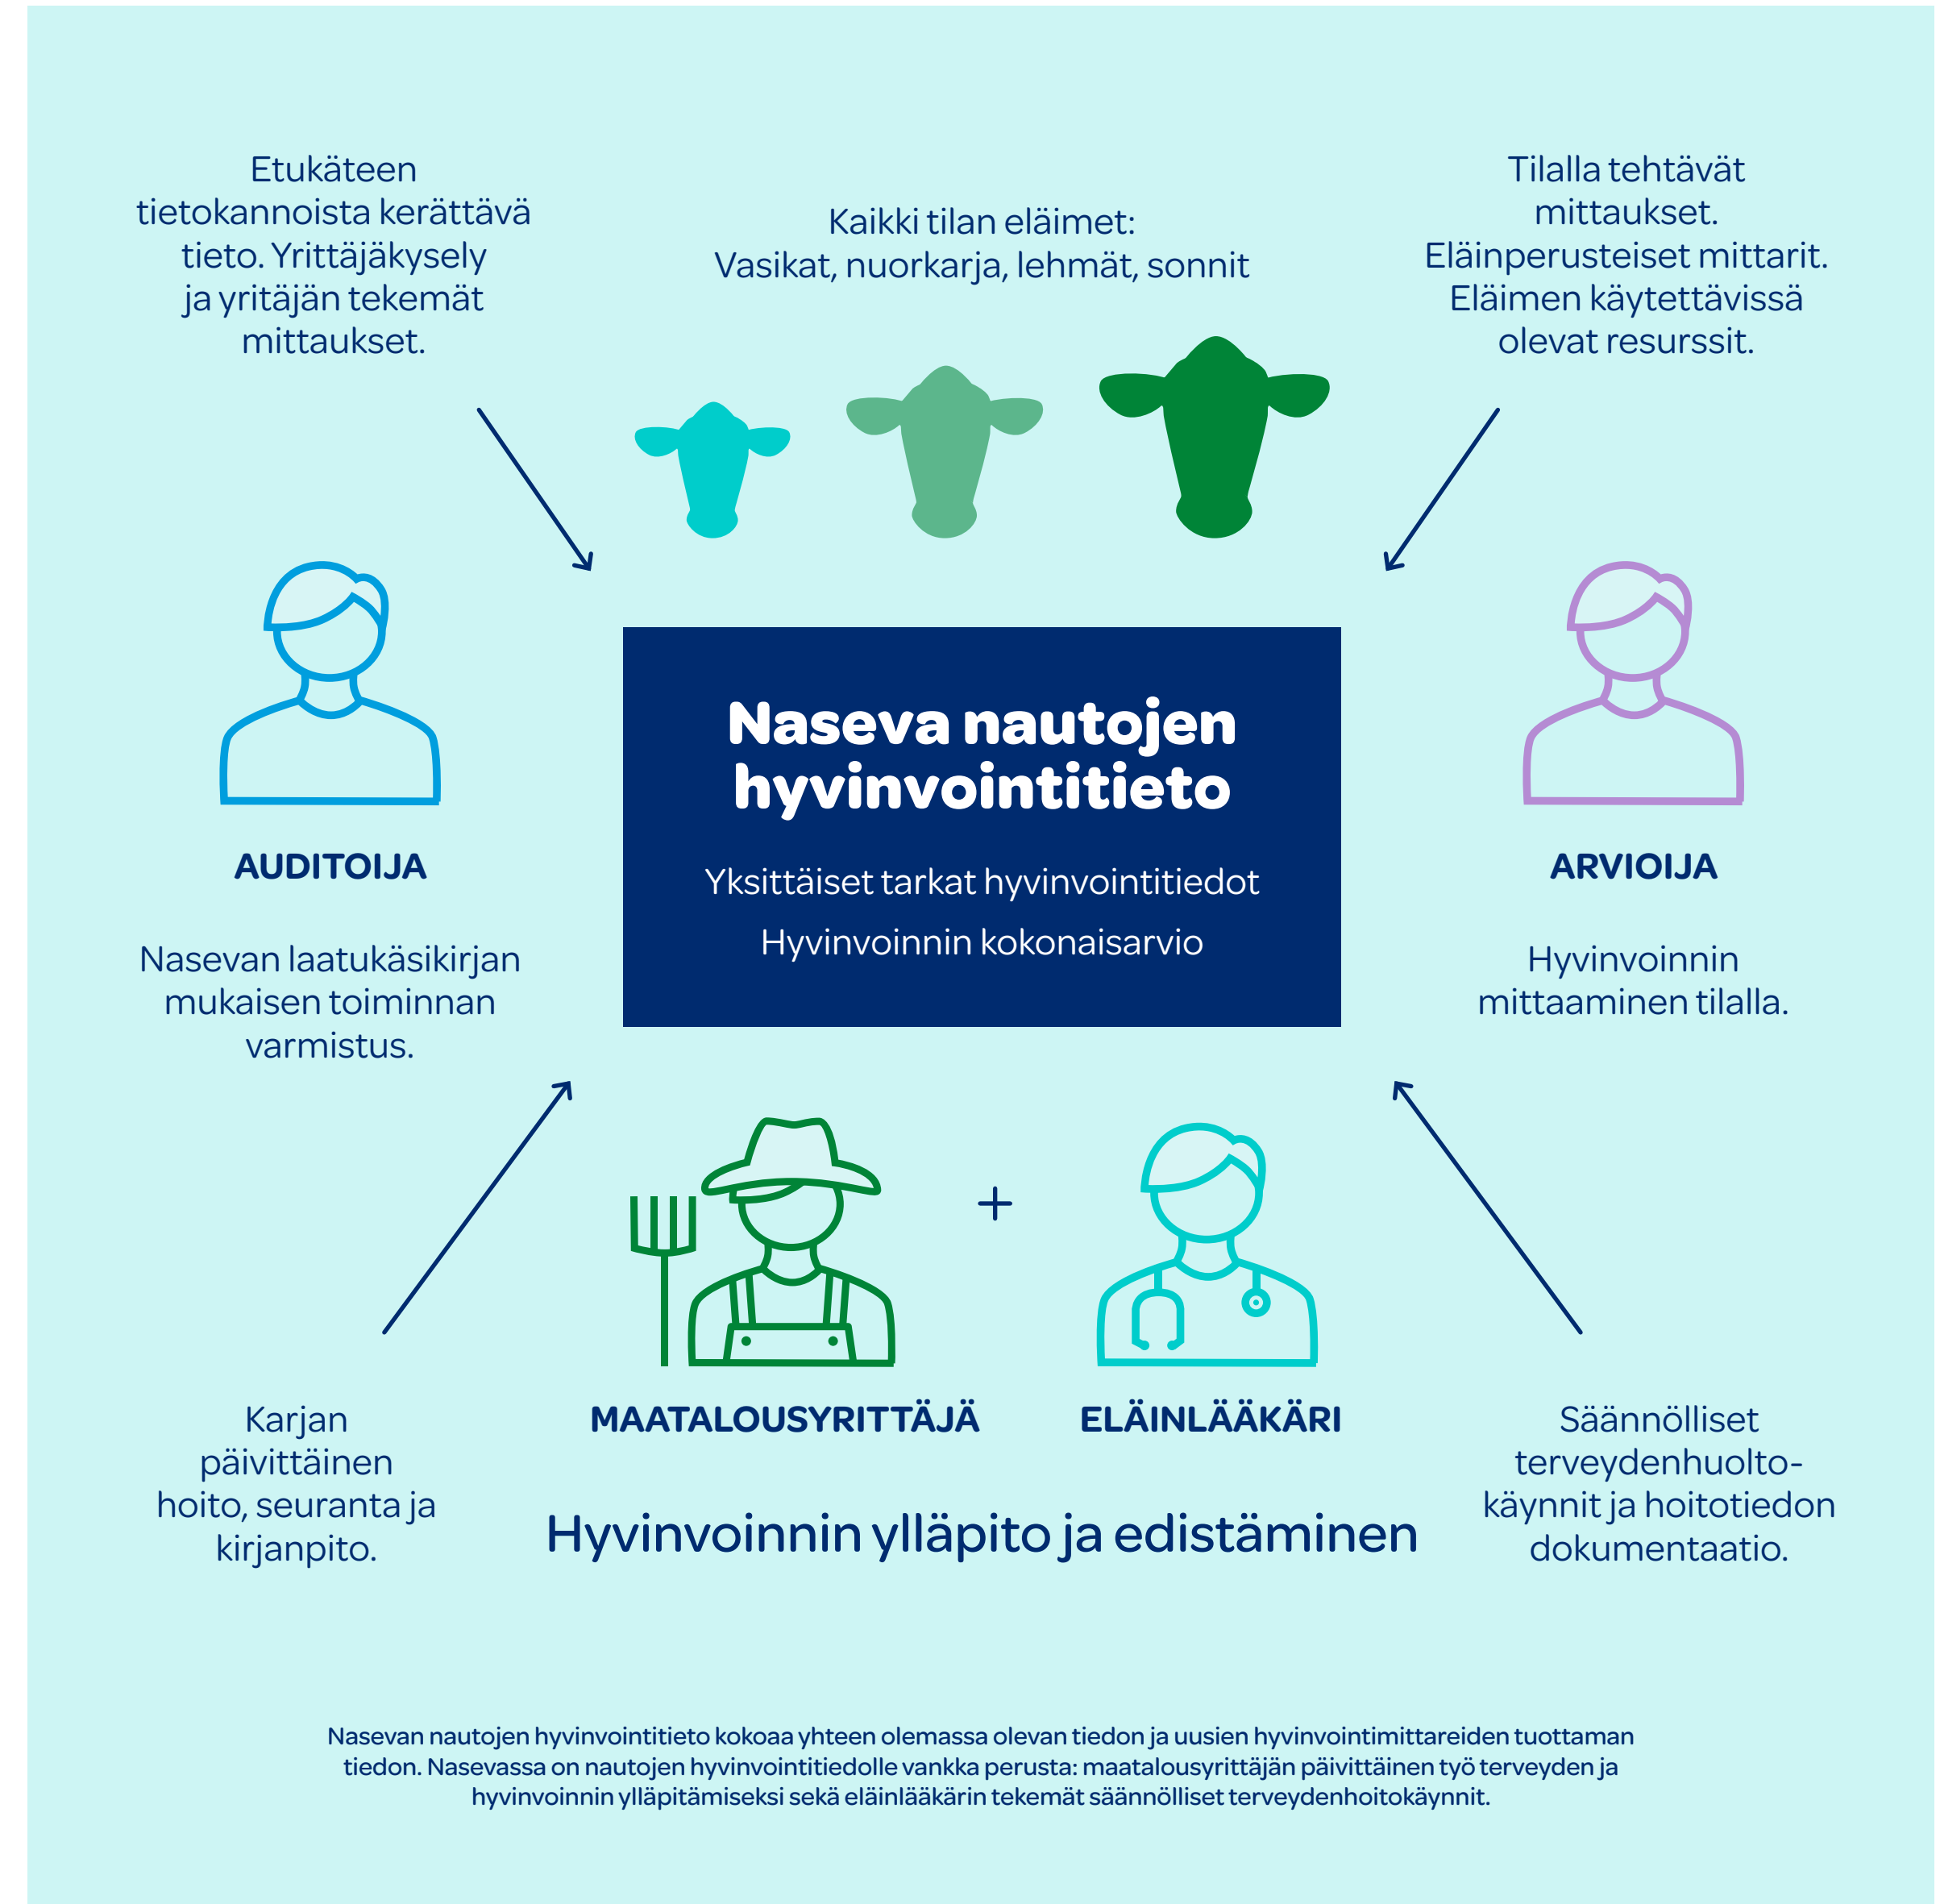 Etukäteen
tietokannoista kerättävä
tieto. Yrittäjäkysely
ja yritäjän tekemät
mittaukset.
Kaikki tilan eläimet:
Vasikat, nuorkarja, lehmät, sonnit
Tilalla tehtävät
mittaukset.
Eläinperusteiset mittarit.
Eläimen käytettävissä
olevat resurssit.
Naseva nautojen
hyvinvointitieto
Yksittäiset tarkat hyvinvointitiedot
Hyvinvoinnin kokonaisarvio
AUDITOIJA
Nasevan laatukäsikirjan
mukaisen toiminnan
varmistus.
ARVIOIJA
Hyvinvoinnin
mittaaminen tilalla.
+
Karjan
päivittäinen
hoito, seuranta ja
kirjanpito.
MAATALOUSYRITTÄJÄ
ELÄINLÄÄKÄRI
Hyvinvoinnin ylläpito ja edistäminen
Säännölliset
terveydenhuolto-
käynnit ja hoitotiedon
dokumentaatio.
Nasevan nautojen hyvinvointitieto kokoaa yhteen olemassa olevan tiedon ja uusien hyvinvointimittareiden tuottaman
tiedon. Nasevassa on nautojen hyvinvointitiedolle vankka perusta: maatalousyrittäjän päivittäinen työ terveyden ja
hyvinvoinnin ylläpitämiseksi sekä eläinlääkärin tekemät säännölliset terveydenhoitokäynnit.